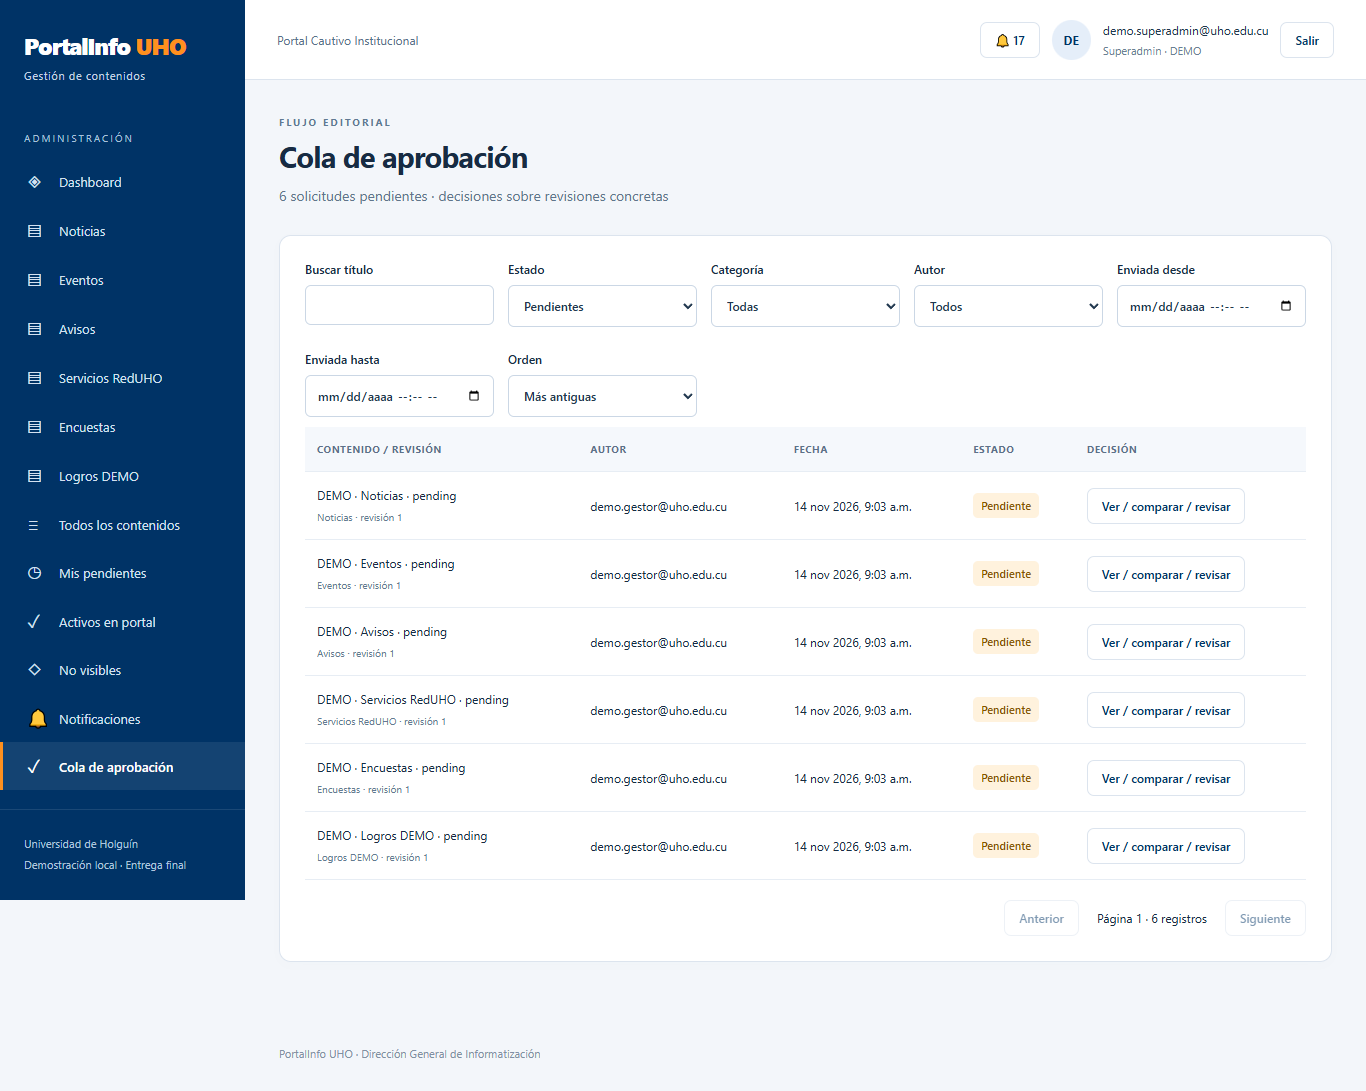 PortalInfo UHO
Gestión de contenidos
ADMINISTRACIÓN
Dashboard
Noticias
Eventos
Avisos
Servicios RedUHO
Encuestas
Logros DEMO
Todos los contenidos
Mis pendientes
Activos en portal
No visibles
Notificaciones
Cola de aprobación
Universidad de Holguín
Demostración local · Entrega final
Portal Cautivo Institucional
17
DE
demo.superadmin@uho.edu.cu
Superadmin · DEMO
Salir
FLUJO EDITORIAL
Cola de aprobación
6 solicitudes pendientes · decisiones sobre revisiones concretas
Buscar título
Estado
Categoría
Autor
Enviada desde
Pendientes
Todas
Todos
mm/dd/aaaa --:-- --
Enviada hasta
Orden
mm/dd/aaaa --:-- --
Más antiguas
CONTENIDO / REVISIÓN AUTOR FECHA ESTADO DECISIÓN
DEMO · Noticias · pending
Noticias · revisión 1
demo.gestor@uho.edu.cu 14 nov 2026, 9:03 a.m. Pendiente Ver / comparar / revisar
DEMO · Eventos · pending
Eventos · revisión 1
demo.gestor@uho.edu.cu 14 nov 2026, 9:03 a.m. Pendiente Ver / comparar / revisar
DEMO · Avisos · pending
Avisos · revisión 1
demo.gestor@uho.edu.cu 14 nov 2026, 9:03 a.m. Pendiente Ver / comparar / revisar
DEMO · Servicios RedUHO · pending
Servicios RedUHO · revisión 1
demo.gestor@uho.edu.cu 14 nov 2026, 9:03 a.m. Pendiente Ver / comparar / revisar
DEMO · Encuestas · pending
Encuestas · revisión 1
demo.gestor@uho.edu.cu 14 nov 2026, 9:03 a.m. Pendiente Ver / comparar / revisar
DEMO · Logros DEMO · pending
Logros DEMO · revisión 1
demo.gestor@uho.edu.cu 14 nov 2026, 9:03 a.m. Pendiente Ver / comparar / revisar
Anterior Página 1 · 6 registros Siguiente
PortalInfo UHO · Dirección General de Informatización